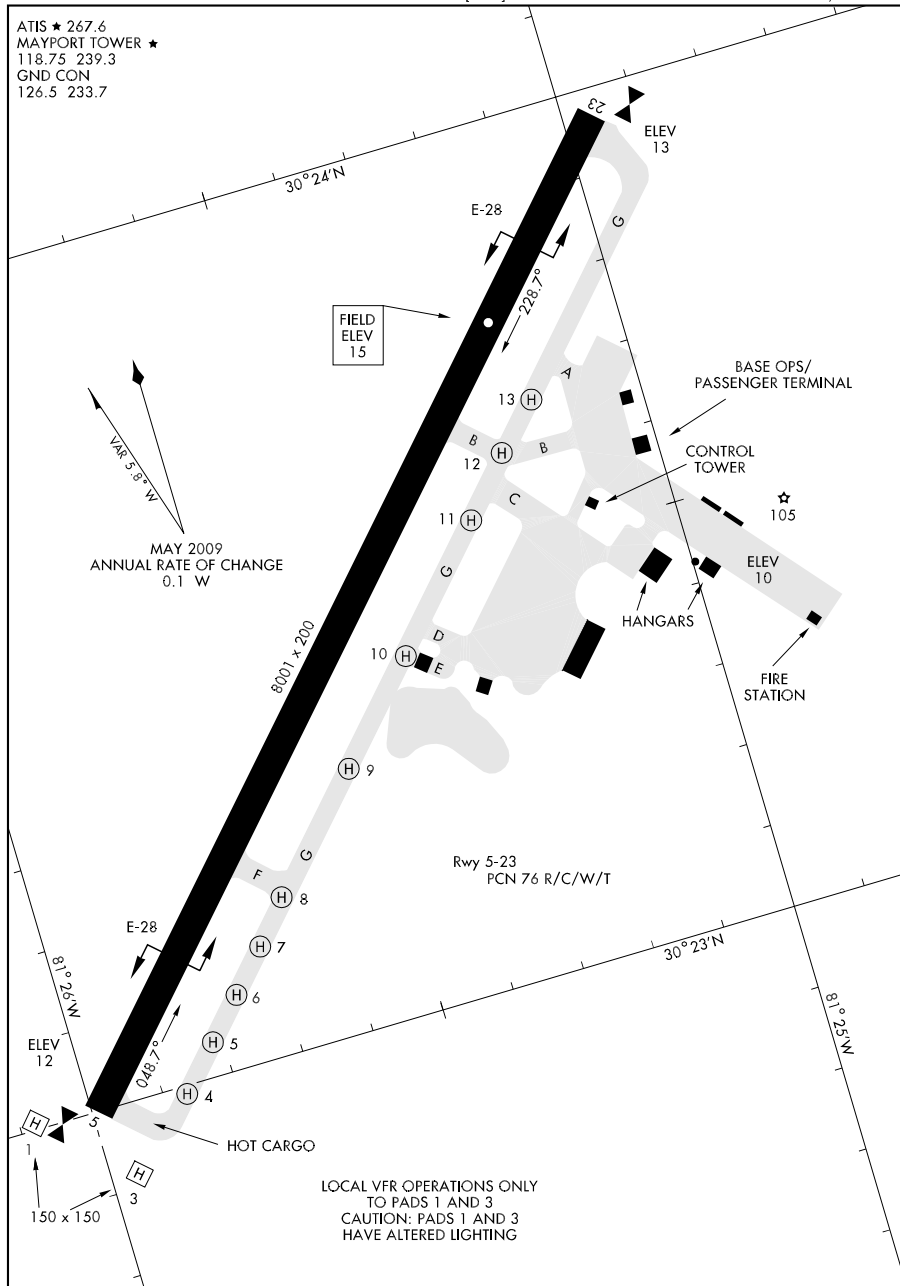 ATIS ★ 267.6
MAYPORT TOWER ★
118.75 239.3
GND CON
126.5 233.7
23
ELEV
13
30°24'N
E-28
G
228.7°
FIELD
ELEV
15
A
BASE OPS/
PASSENGER TERMINAL
13 H
B
B
12 H
CONTROL
TOWER
VAR 5.8° W
C
105
11 H
MAY 2009
ANNUAL RATE OF CHANGE
0.1 W
ELEV
10
G
HANGARS
D
8001 x 200
10 H
E
FIRE
STATION
H 9
G
Rwy 5-23
PCN 76 R/C/W/T
F
H 8
E-28
H 7
30°23'N
81°26'W
H 6
81°25'W
ELEV
12
048.7°
H 5
H 4
H
1
5
HOT CARGO
H
3
150 x 150
LOCAL VFR OPERATIONS ONLY
TO PADS 1 AND 3
CAUTION: PADS 1 AND 3
HAVE ALTERED LIGHTING